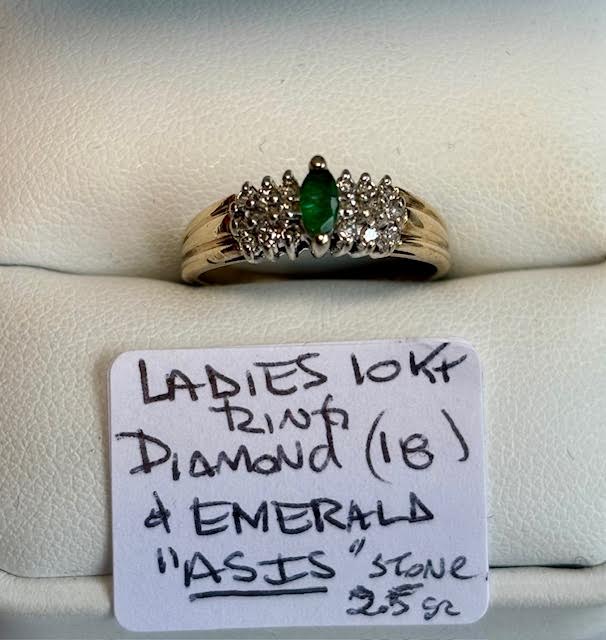 LADIES 10KT
RING
DIAMOND (18)
& EMERALD
"ASIS" STONE
2.5 gr